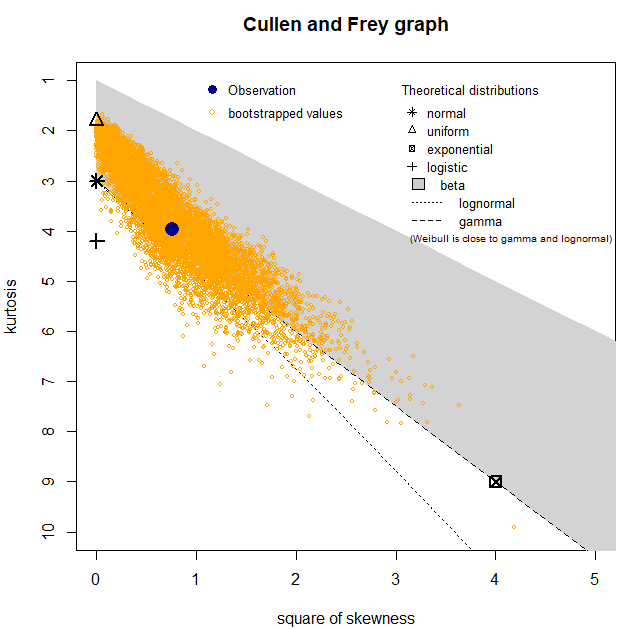 Cullen and Frey graph
Observation
bootstrapped values
Theoretical distributions
normal
uniform
exponential
logistic
beta
lognormal
gamma
(Weibull is close to gamma and lognormal)
kurtosis
1
2
3
4
5
6
7
8
9
10
0
1
2
3
4
5
square of skewness